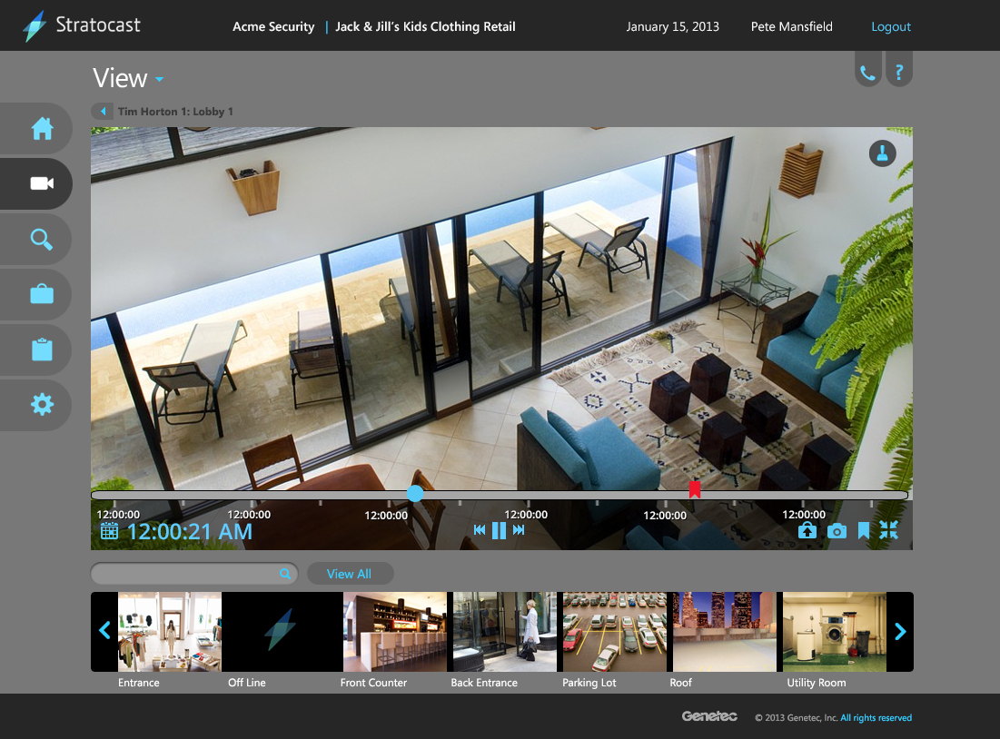 Stratocast
Acme Security | Jack & Jill's Kids Clothing Retail
January 15, 2013
Pete Mansfield
Logout
View
?
Tim Horton 1: Lobby 1
12:00:00 12:00:00 12:00:00 12:00:00 12:00:00 12:00:00
12:00:21 AM
View All
Entrance Off Line Front Counter Back Entrance Parking Lot Roof Utility Room
Genetec © 2013 Genetec, Inc. All rights reserved